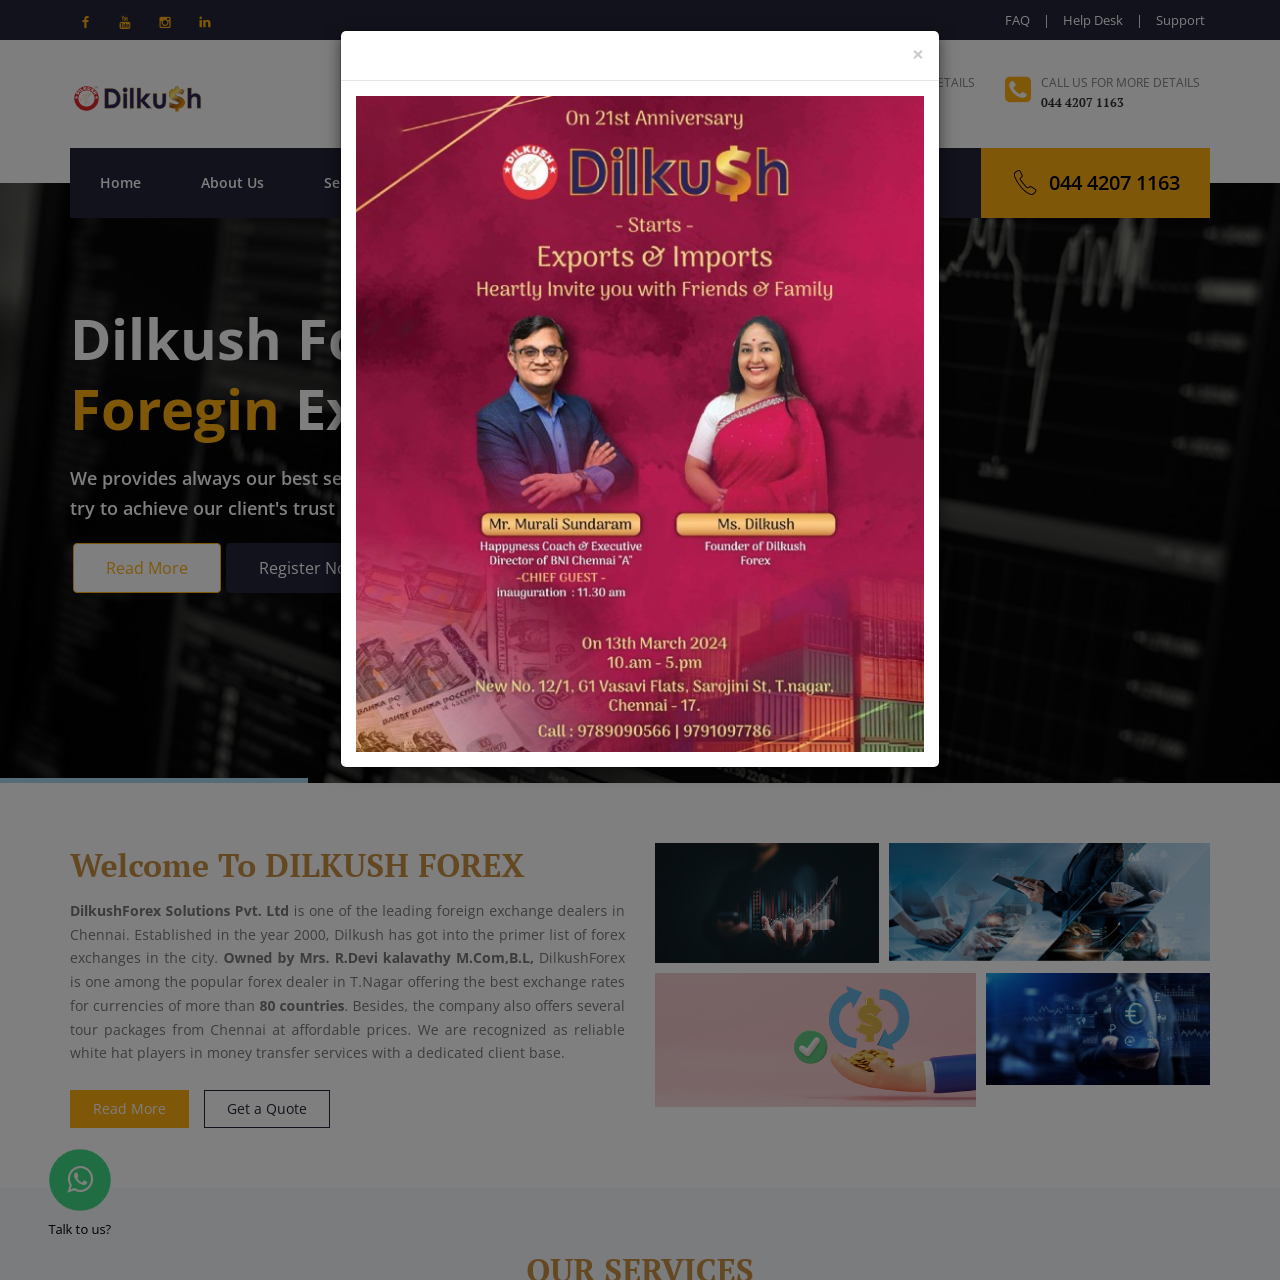 FAQ | Help Desk | Support
DILKUSH
Dilku$h
ETAILS
CALL US FOR MORE DETAILS
044 4207 1163
Home
About Us
Se
044 4207 1163
×
On 21st Anniversary
DILKUSH
Dilku$h
- Starts -
Exports & Imports
Heartly Invite you with Friends & Family
Mr. Murali Sundaram
Happyness Coach & Executive
Director of BNI Chennai "A"
-CHIEF GUEST -
inauguration : 11.30 am
Ms. Dilkush
Founder of Dilkush
Forex
On 13th March 2024
10.am - 5.pm
New No. 12/1, G1 Vasavi Flats, Sarojini St, T.nagar,
Chennai - 17.
Call : 9789090566 | 9791097786
Dilkush Fo
Foregin Ex
We provides always our best se
try to achieve our client's trust
Read More
Register No
Welcome To DILKUSH FOREX
DilkushForex Solutions Pvt. Ltd is one of the leading foreign exchange dealers in
Chennai. Established in the year 2000, Dilkush has got into the primer list of forex
exchanges in the city. Owned by Mrs. R.Devi kalavathy M.Com,B.L, DilkushForex
is one among the popular forex dealer in T.Nagar offering the best exchange rates
for currencies of more than 80 countries. Besides, the company also offers several
tour packages from Chennai at affordable prices. We are recognized as reliable
white hat players in money transfer services with a dedicated client base.
Read More
Get a Quote
Talk to us?
OUR SERVICES